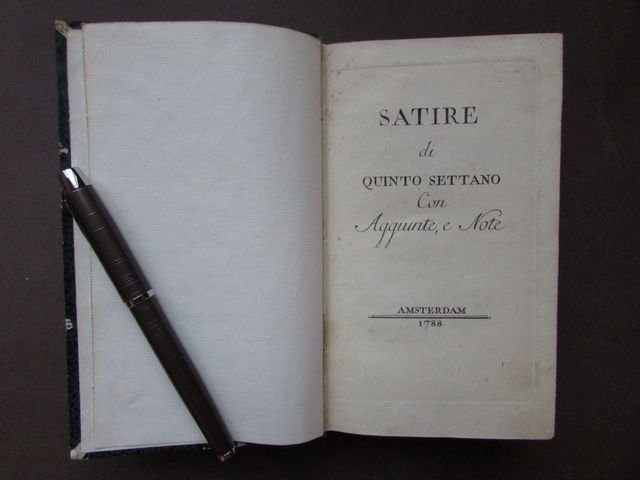 SATIRE
di
QUINTO SETTANO
Con
Aggiunte, e Note
AMSTERDAM
1788